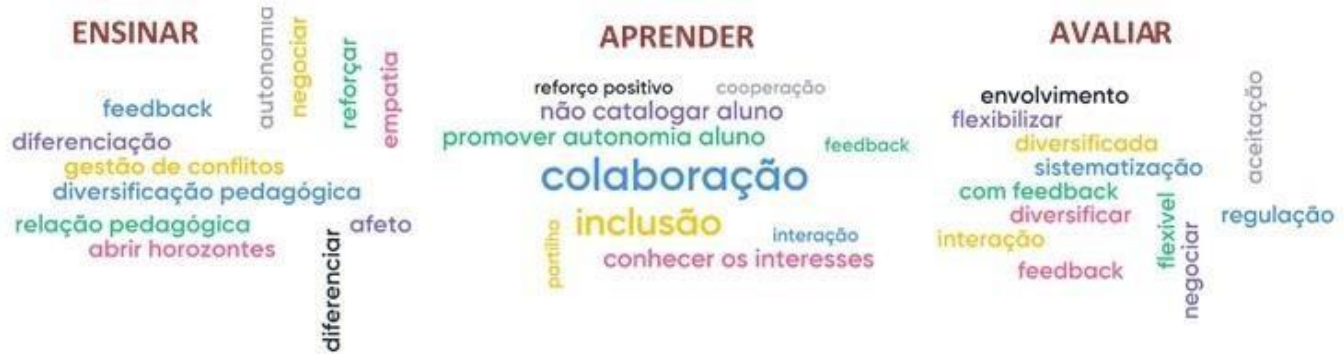 ENSINAR
autonomia
negociar
reforçar
empatia
feedback
diferenciação
gestão de conflitos
diversificação pedagógica
relação pedagógica
afeto
abrir horozontes
diferenciar
APRENDER
reforço positivo
cooperação
não catalogar aluno
promover autonomia aluno
feedback
colaboração
inclusão
partilha
interação
conhecer os interesses
AVALIAR
envolvimento
aceitação
flexibilizar
diversificada
sistematização
com feedback
diversificar
flexivel
regulação
interação
negociar
feedback